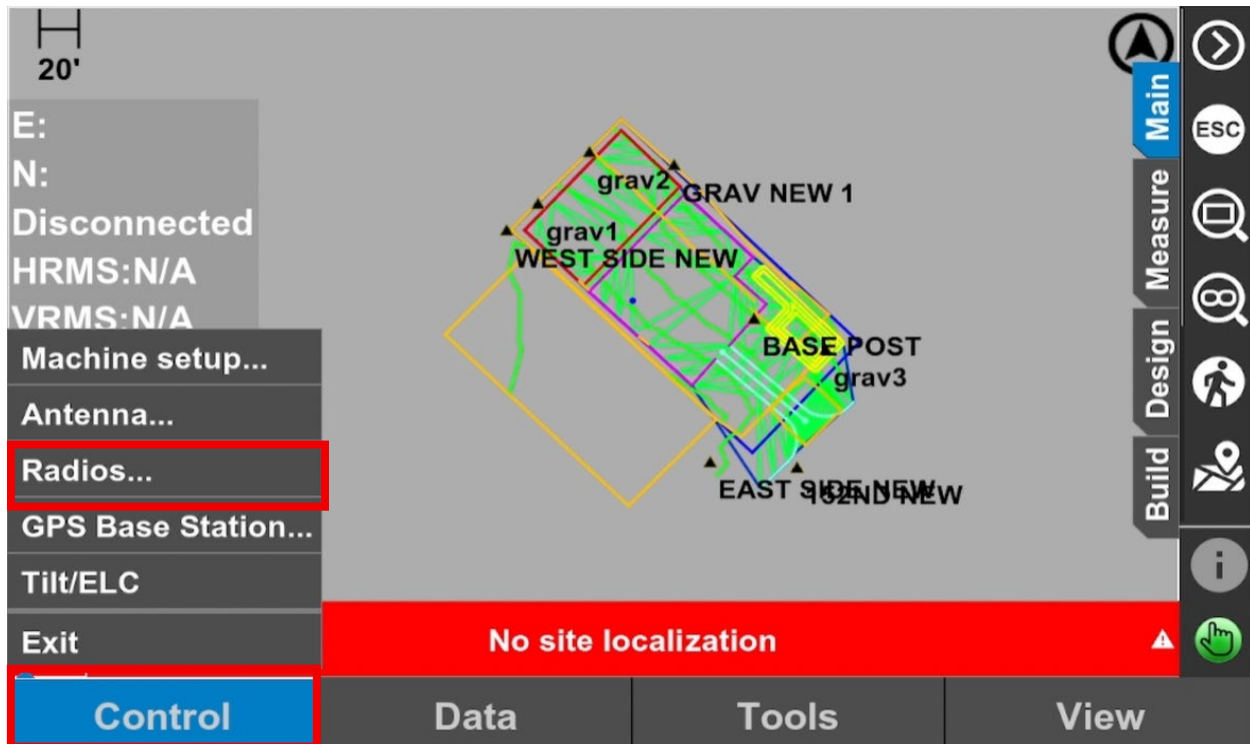 20'
E:
N:
Disconnected
HRMS:N/A
VRMS:N/A
Machine setup...
Antenna...
Radios...
GPS Base Station...
Tilt/ELC
Exit
grav2
GRAV NEW 1
grav1
WEST SIDE NEW
BASE POST
grav3
EAST SIDE NEW
152ND NEW
No site localization
Main
Measure
Design
Build
ESC
Control
Data
Tools
View